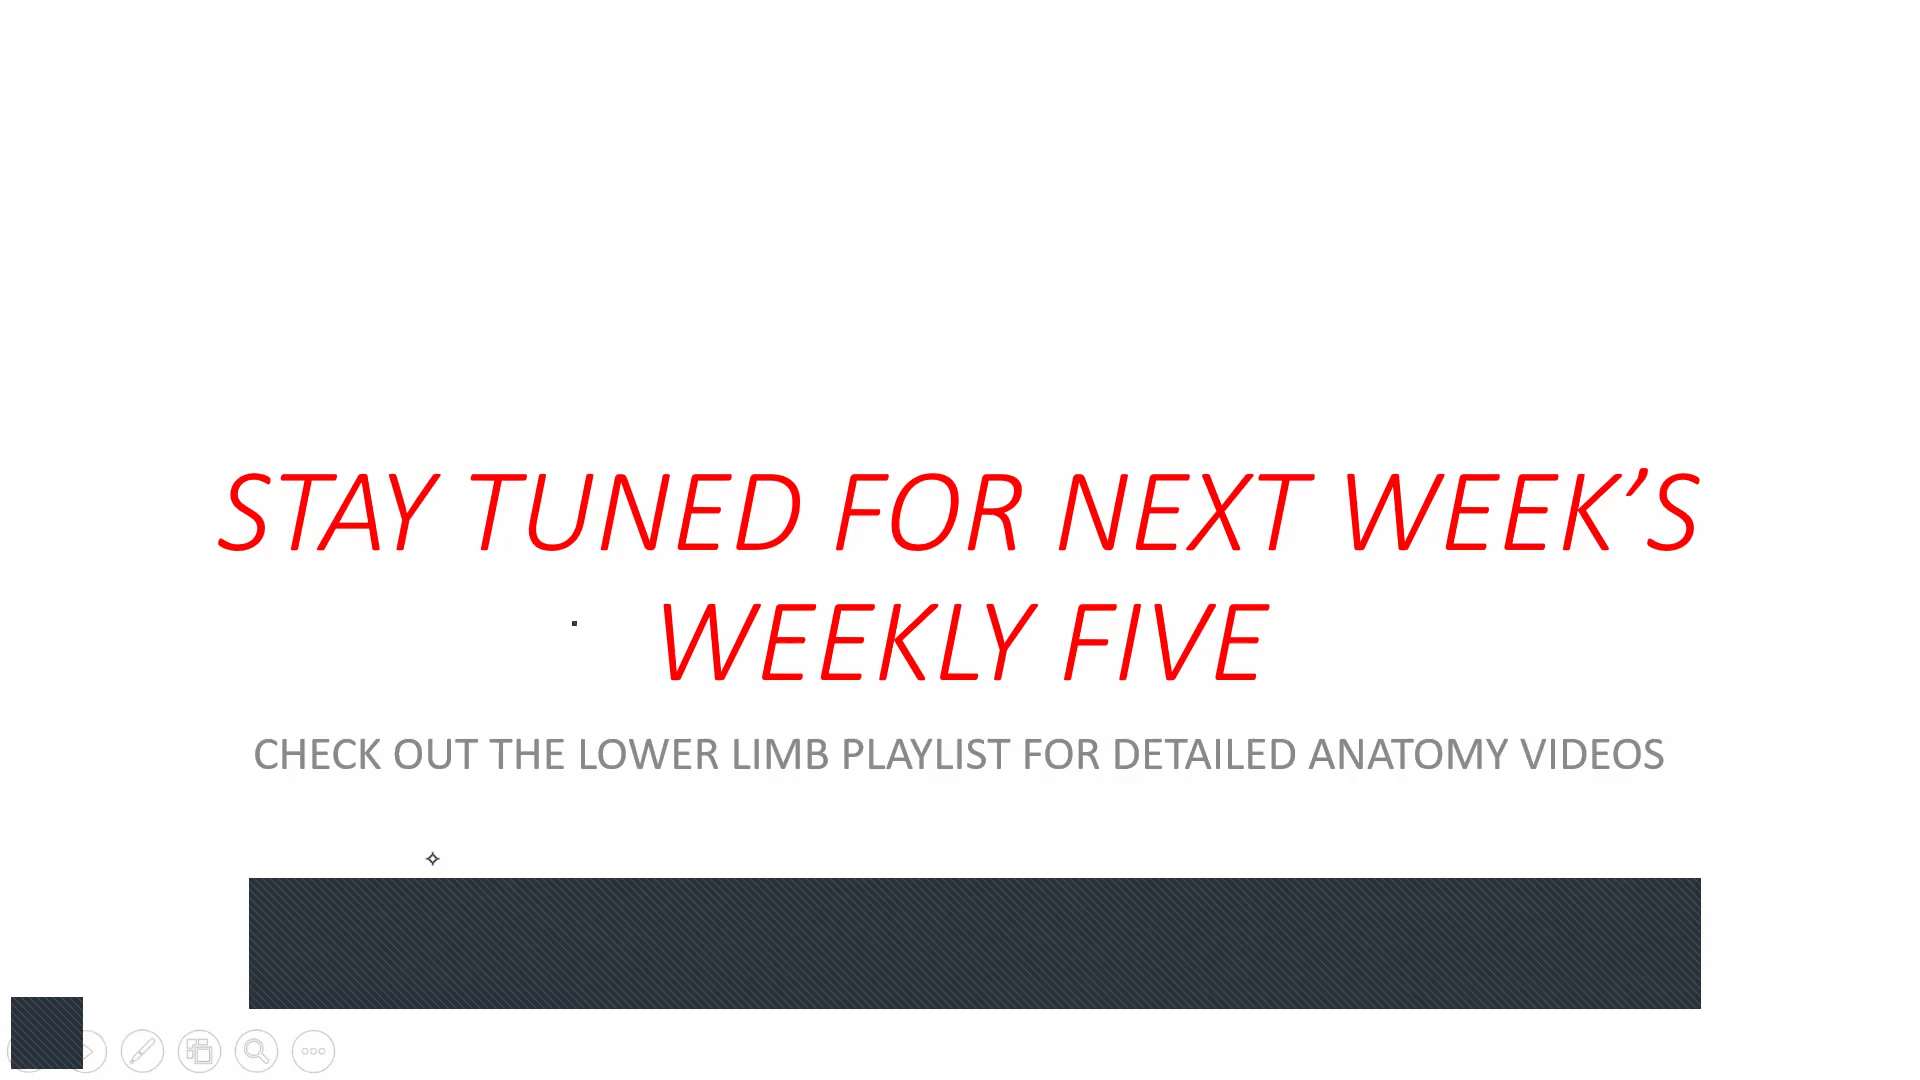 STAY TUNED FOR NEXT WEEK’S
WEEKLY FIVE
CHECK OUT THE LOWER LIMB PLAYLIST FOR DETAILED ANATOMY VIDEOS